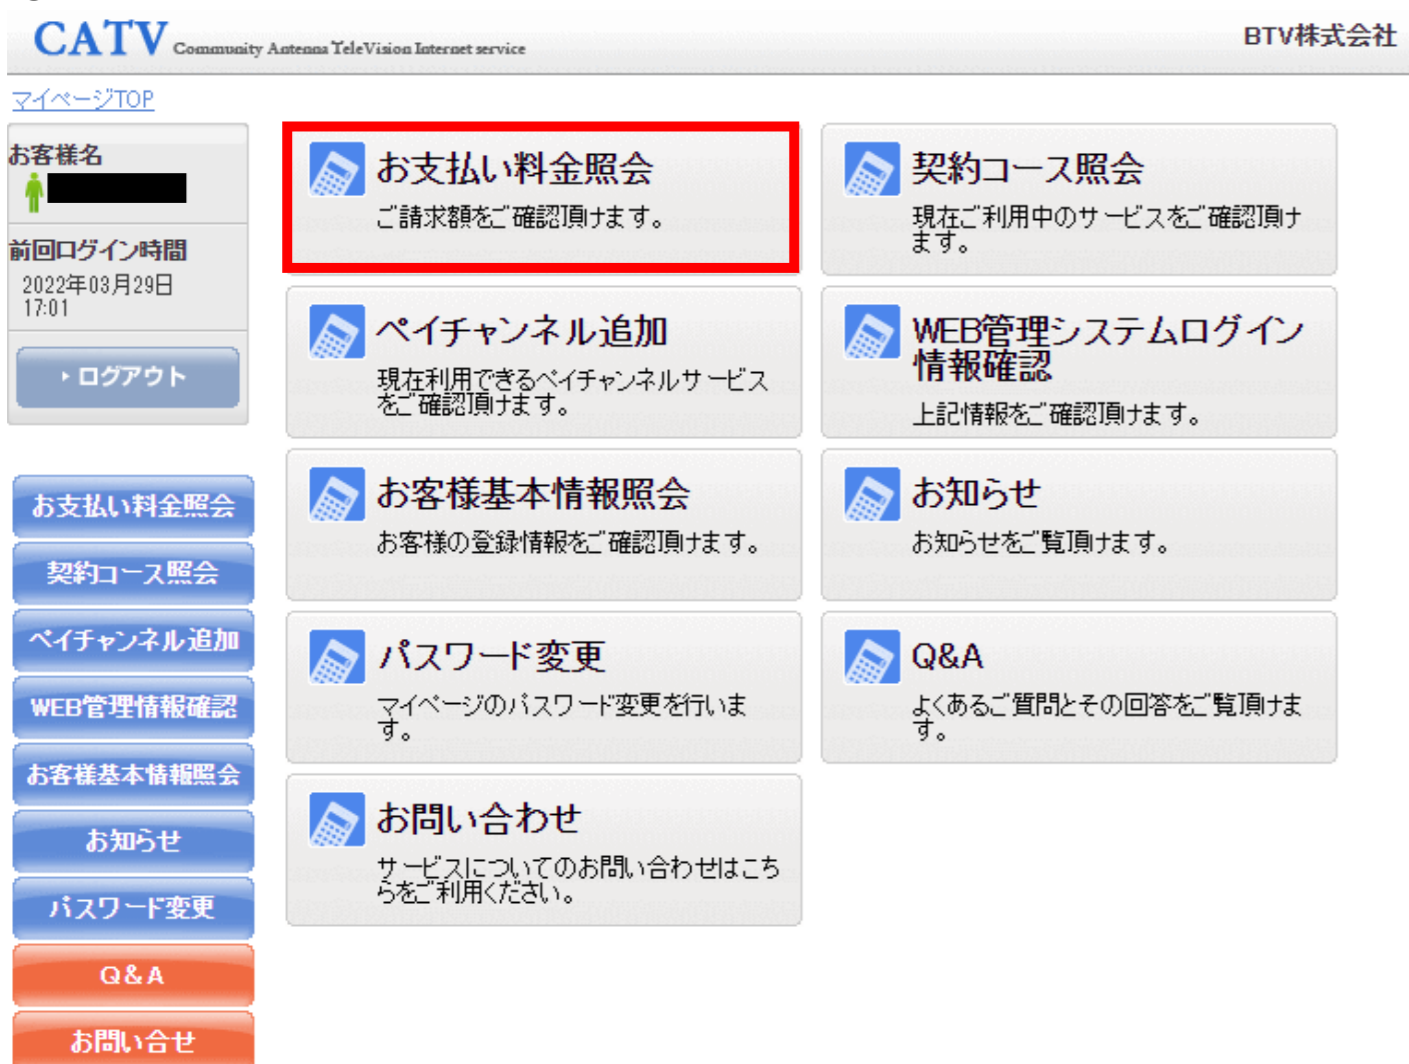 CATV Community Antenna TeleVision Internet service
BTV株式会社
マイページTOP
お客様名
前回ログイン時間
2022年03月29日
17:01
ログアウト
お支払い料金照会
契約コース照会
ペイチャンネル追加
WEB管理情報確認
お客様基本情報照会
お知らせ
パスワード変更
Q&A
お問い合せ
お支払い料金照会
ご請求額をご確認頂けます。
契約コース照会
現在ご利用中のサービスをご確認頂け
ます。
ペイチャンネル追加
現在利用できるペイチャンネルサービス
をご確認頂けます。
WEB管理システムログイン
情報確認
上記情報をご確認頂けます。
お客様基本情報照会
お客様の登録情報をご確認頂けます。
お知らせ
お知らせをご覧頂けます。
パスワード変更
マイページのパスワード変更を行いま
す。
Q&A
よくあるご質問とその回答をご覧頂けま
す。
お問い合わせ
サービスについてのお問い合わせはこち
らをご利用ください。